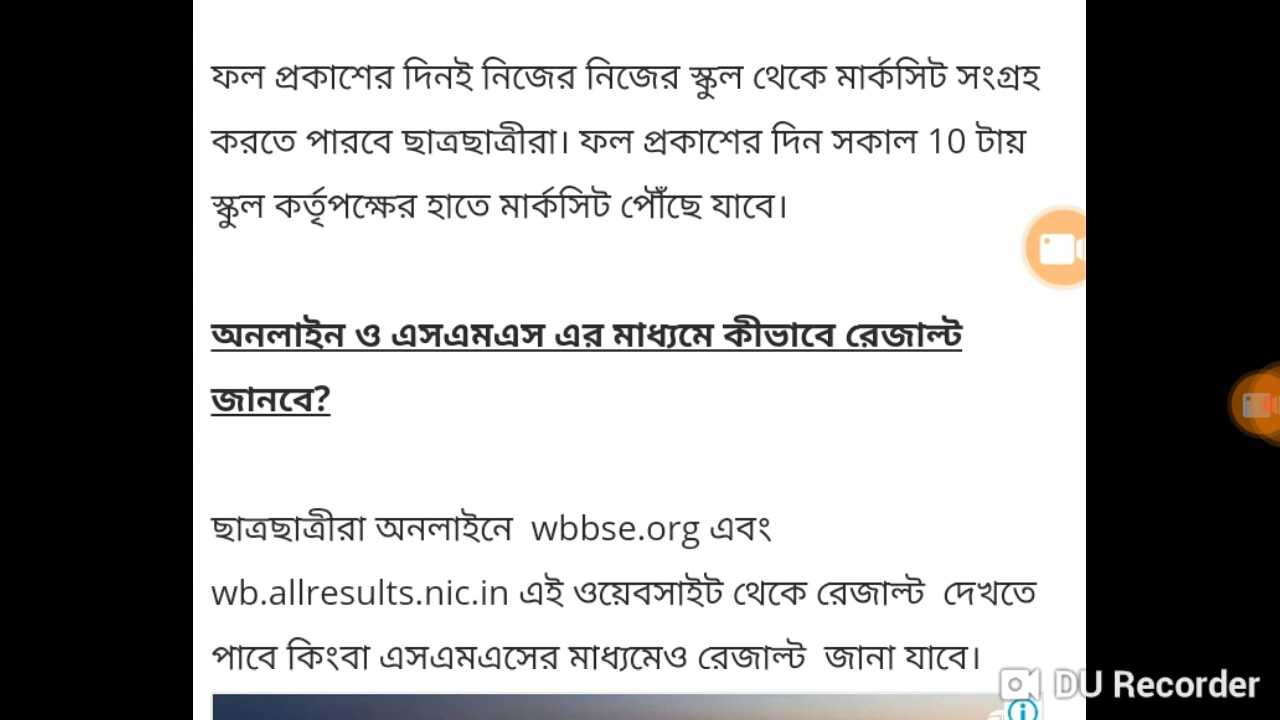 ফল প্রকাশের দিনই নিজের নিজের স্কুল থেকে মার্কসিট সংগ্রহ
করতে পারবে ছাত্রছাত্রীরা। ফল প্রকাশের দিন সকাল 10 টায়
স্কুল কর্তৃপক্ষের হাতে মার্কসিট পৌঁছে যাবে।
অনলাইন ও এসএমএস এর মাধ্যমে কীভাবে রেজাল্ট
জানবে?
ছাত্রছাত্রীরা অনলাইনে wbbse.org এবং
wb.allresults.nic.in এই ওয়েবসাইট থেকে রেজাল্ট দেখতে
পাবে কিংবা এসএমএসের মাধ্যমেও রেজাল্ট জানা যাবে।
DU Recorder